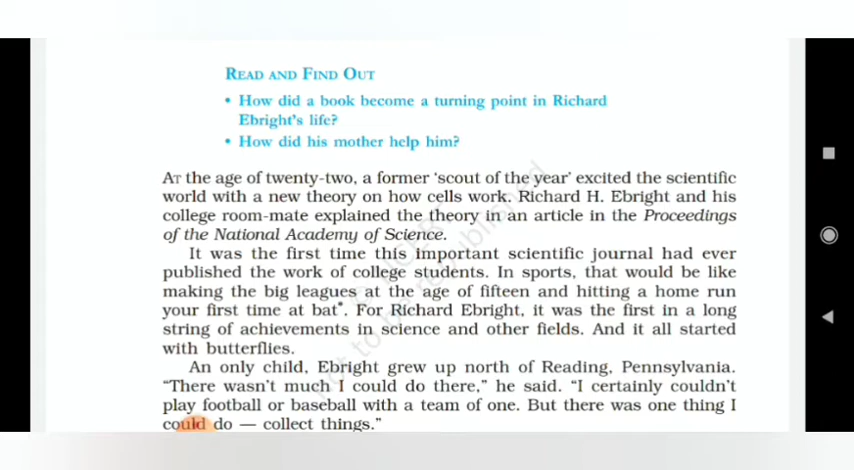 READ AND FIND OUT
• How did a book become a turning point in Richard
Ebright's life?
• How did his mother help him?
AT the age of twenty-two, a former 'scout of the year' excited the scientific
world with a new theory on how cells work. Richard H. Ebright and his
college room-mate explained the theory in an article in the Proceedings
of the National Academy of Science.
It was the first time this important scientific journal had ever
published the work of college students. In sports, that would be like
making the big leagues at the age of fifteen and hitting a home run
your first time at bat*. For Richard Ebright, it was the first in a long
string of achievements in science and other fields. And it all started
with butterflies.
An only child, Ebright grew up north of Reading, Pennsylvania.
“There wasn't much I could do there,” he said. “I certainly couldn't
play football or baseball with a team of one. But there was one thing I
could do — collect things.”
not to be republished